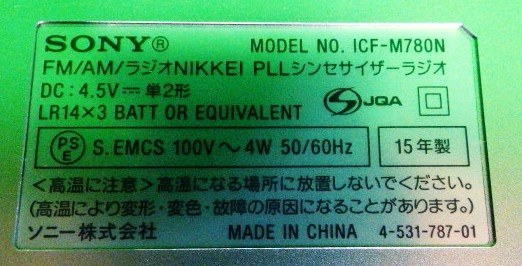 SONY® MODEL NO. ICF-M780N
FM/AM/ラジオNIKKEI PLLシンセサイザーラジオ
DC: 4.5V⎓単2形
LR14×3 BATT OR EQUIVALENT
JQA
PSE S.EMCS 100V～4W 50/60Hz 15年製
＜高温に注意＞高温になる場所に放置しないでください。
(高温により変形・変色・故障の原因になることがあります。)
ソニー株式会社 MADE IN CHINA 4-531-787-01